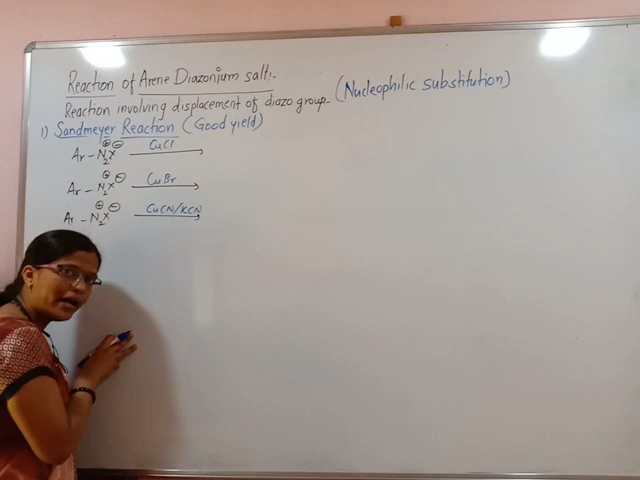 Reaction of Arene Diazonium salt:-
Reaction involving displacement of diazo group- (Nucleophilic substitution)
1) Sandmeyer Reaction (Good yield)
Ar - N₂⊕X⊖ CuCl →
Ar - N₂⊕X⊖ CuBr →
Ar - N₂⊕X⊖ CuCN/KCN →